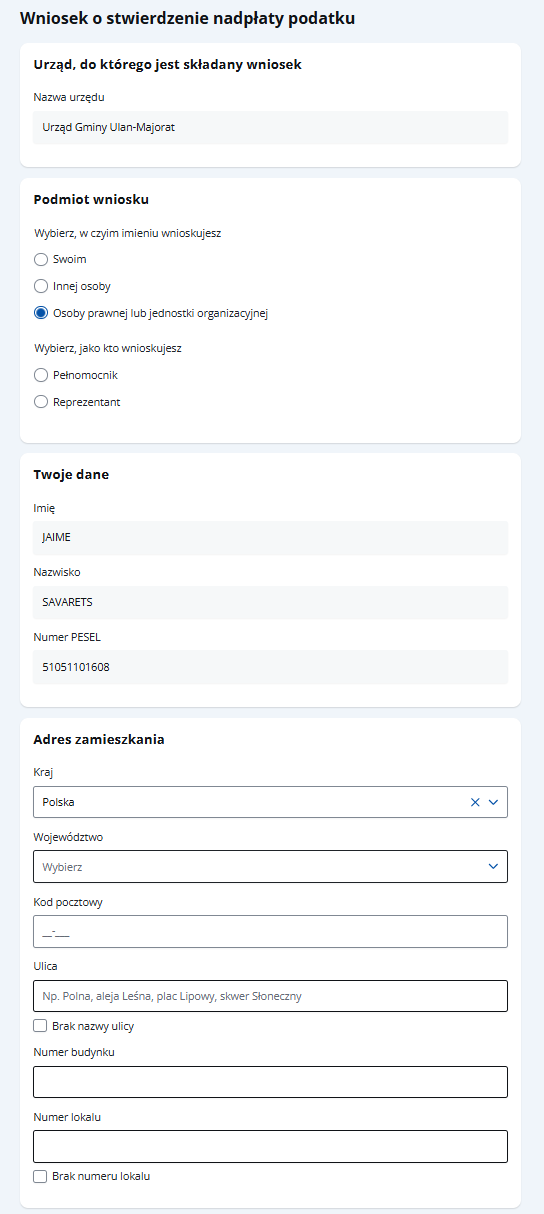 Wniosek o stwierdzenie nadpłaty podatku
Urząd, do którego jest składany wniosek
Nazwa urzędu
Urząd Gminy Ulan-Majorat
Podmiot wniosku
Wybierz, w czyim imieniu wnioskujesz
Swoim
Innej osoby
Osoby prawnej lub jednostki organizacyjnej
Wybierz, jako kto wnioskujesz
Pełnomocnik
Reprezentant
Twoje dane
Imię
JAIME
Nazwisko
SAVARETS
Numer PESEL
51051101608
Adres zamieszkania
Kraj
Polska
Województwo
Wybierz
Kod pocztowy
__-___
Ulica
Np. Polna, aleja Leśna, plac Lipowy, skwer Słoneczny
Brak nazwy ulicy
Numer budynku
Numer lokalu
Brak numeru lokalu